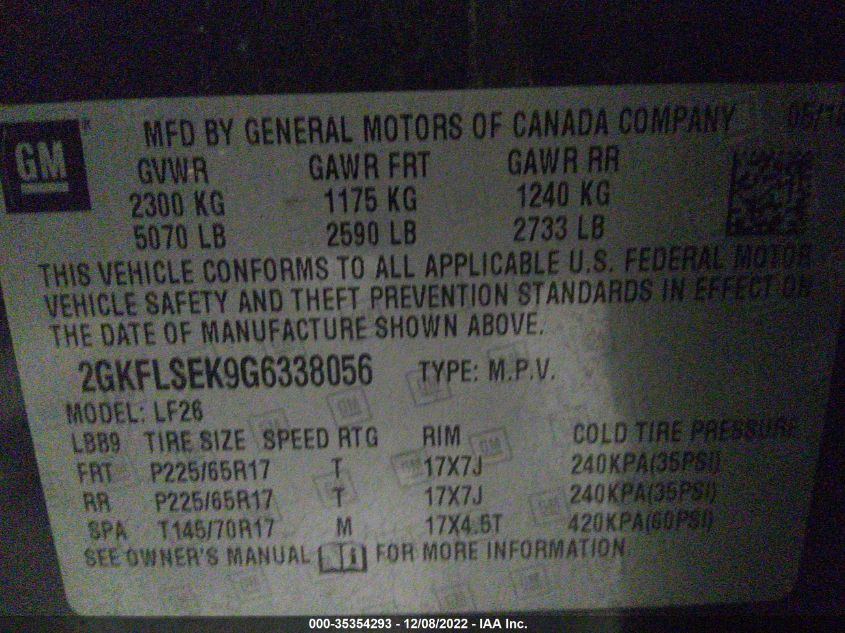 MFD BY GENERAL MOTORS OF CANADA COMPANY
GM
GVWR GAWR FRT GAWR RR
2300 KG 1175 KG 1240 KG
5070 LB 2590 LB 2733 LB
THIS VEHICLE CONFORMS TO ALL APPLICABLE U.S. FEDERAL MOTOR
VEHICLE SAFETY AND THEFT PREVENTION STANDARDS IN EFFECT ON
THE DATE OF MANUFACTURE SHOWN ABOVE.
2GKFLSEK9G6338056 TYPE: M.P.V.
MODEL: LF26
LBB9 TIRE SIZE SPEED RTG RIM COLD TIRE PRESSURE
FRT P225/65R17 T 17X7J 240KPA(35PSI)
RR P225/65R17 T 17X7J 240KPA(35PSI)
SPA T145/70R17 M 17X4.5T 420KPA(60PSI)
SEE OWNER'S MANUAL FOR MORE INFORMATION.
000-35354293 - 12/08/2022 - IAA Inc.